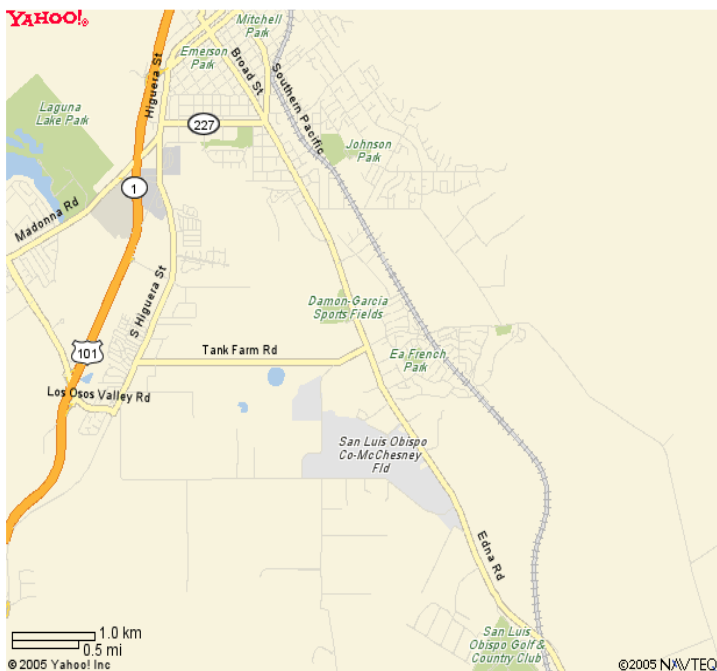 YAHOO!®
Mitchell
Park
Emerson
Park
Broad St
Higuera St
Southern Pacific
Laguna
Lake Park
227
Johnson
Park
1
Madonna Rd
S Higuera St
Damon-Garcia
Sports Fields
101
Tank Farm Rd
Ea French
Park
Los Osos Valley Rd
San Luis Obispo
Co-McChesney
Fld
Edna Rd
San Luis
Obispo Golf &
Country Club
1.0 km
0.5 mi
©2005 Yahoo! Inc
©2005 NAVTEQ